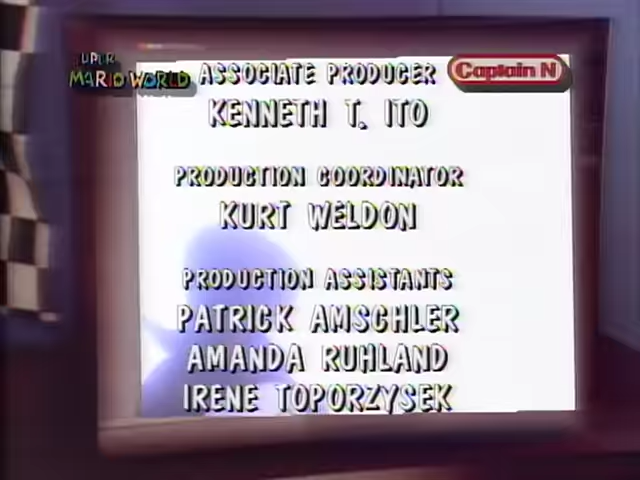 SUPER
MARIO WORLD
Captain N
ASSOCIATE PRODUCER
KENNETH T. ITO
PRODUCTION COORDINATOR
KURT WELDON
PRODUCTION ASSISTANTS
PATRICK AMSCHLER
AMANDA RUHLAND
IRENE TOPORZYSEK